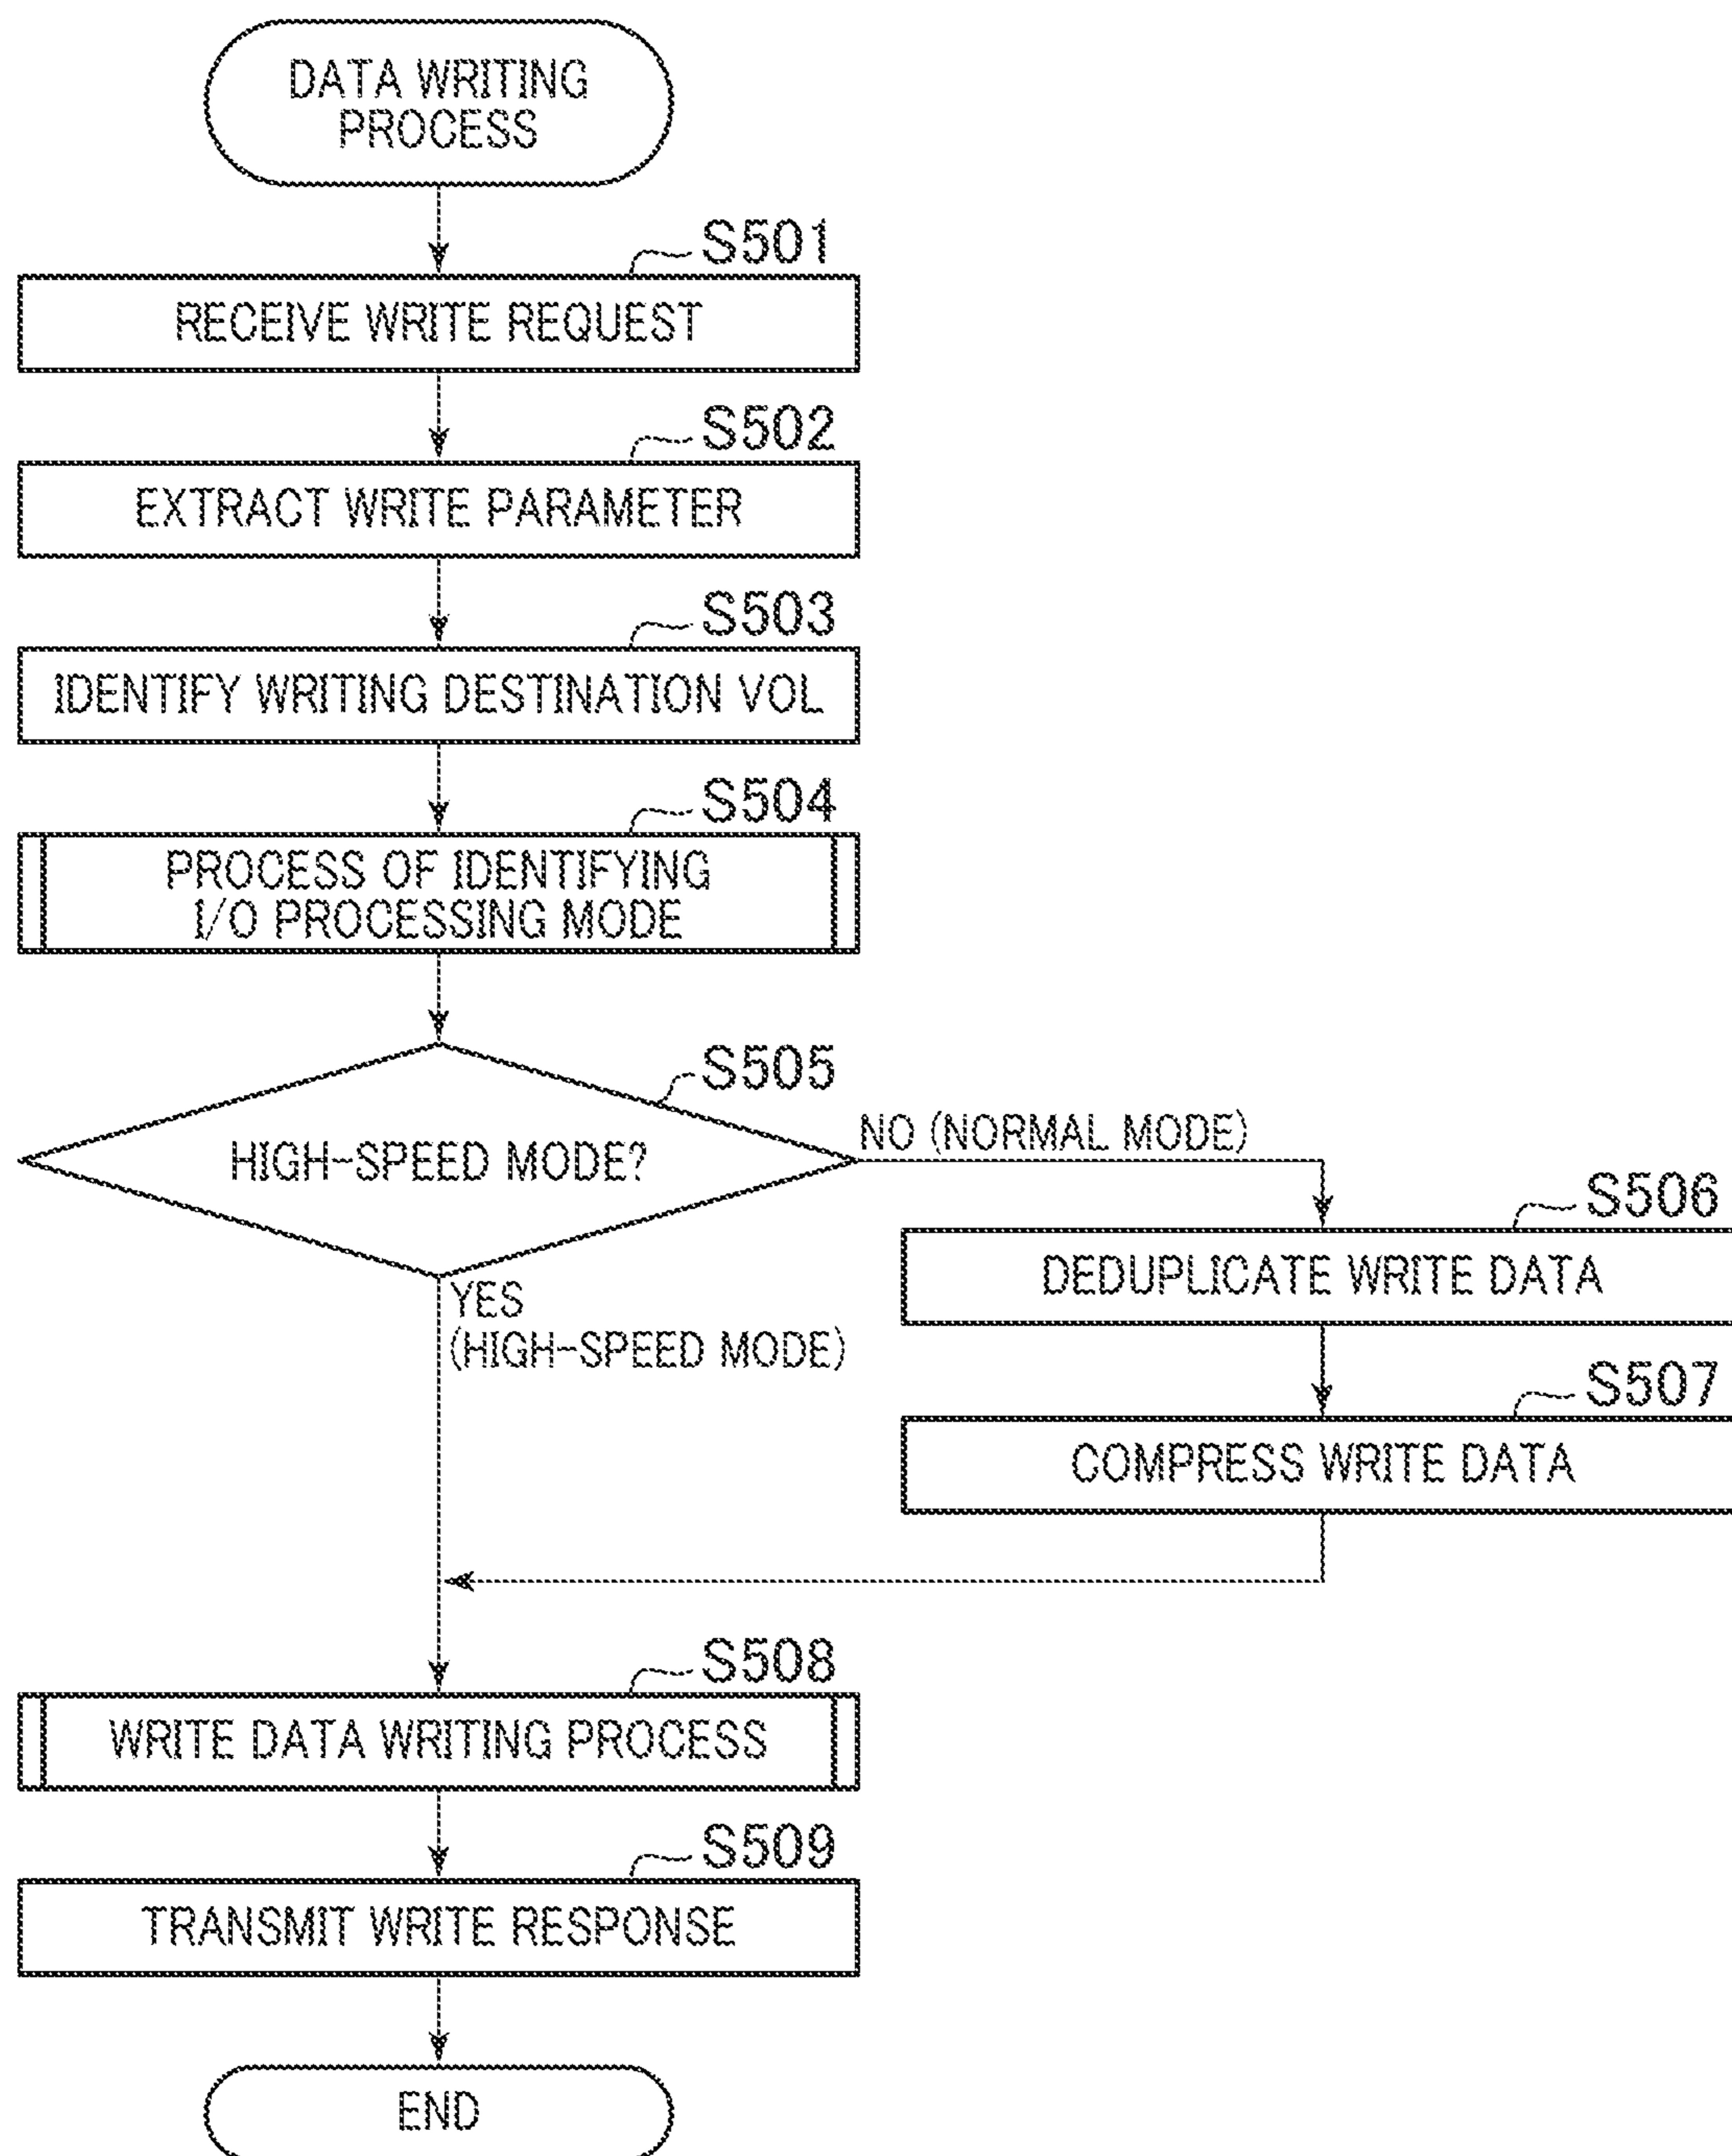 DATA WRITING
PROCESS
S501
RECEIVE WRITE REQUEST
S502
EXTRACT WRITE PARAMETER
S503
IDENTIFY WRITING DESTINATION VOL
S504
PROCESS OF IDENTIFYING
I/O PROCESSING MODE
S505
HIGH-SPEED MODE?
NO (NORMAL MODE)
S506
DEDUPLICATE WRITE DATA
YES
(HIGH-SPEED MODE)
S507
COMPRESS WRITE DATA
S508
WRITE DATA WRITING PROCESS
S509
TRANSMIT WRITE RESPONSE
END